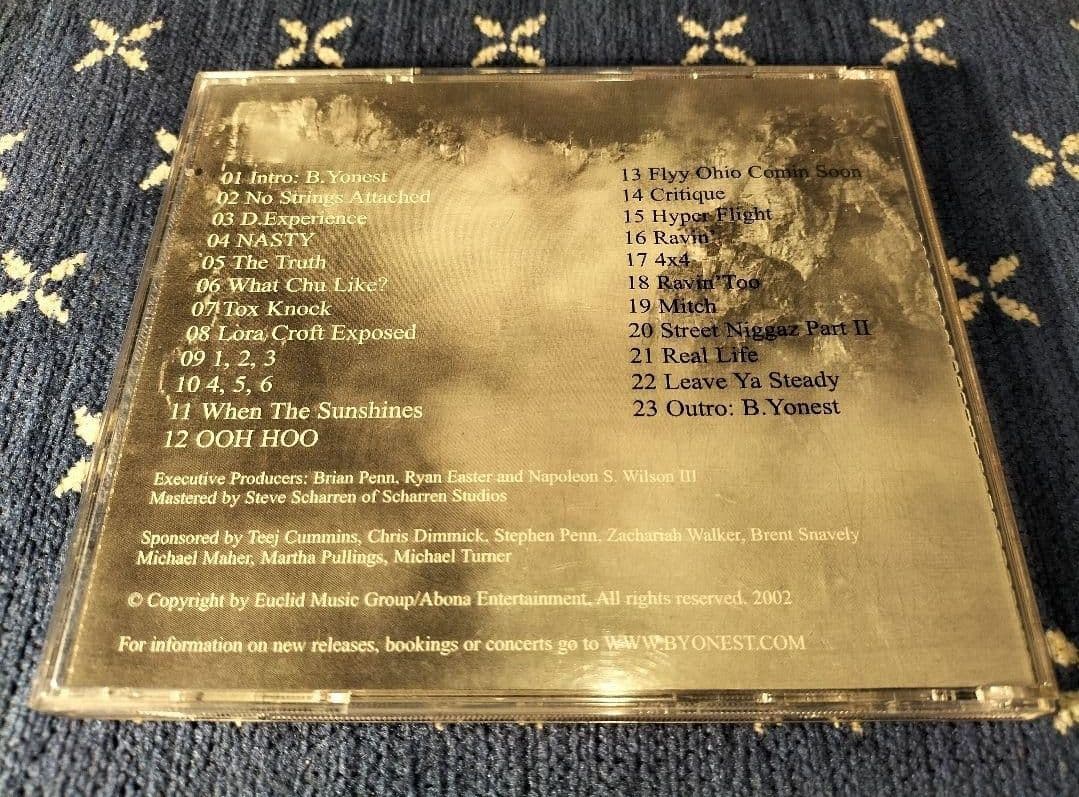 01 Intro: B.Yonest
02 No Strings Attached
03 D.Experience
04 NASTY
05 The Truth
06 What Chu Like?
07 Tox Knock
08 Lora Croft Exposed
09 1, 2, 3
10 4, 5, 6
11 When The Sunshines
12 OOH HOO
13 Flyy Ohio Comin Soon
14 Critique
15 Hyper Flight
16 Ravin'
17 4x4
18 Ravin'Too
19 Mitch
20 Street Niggaz Part II
21 Real Life
22 Leave Ya Steady
23 Outro: B.Yonest
Executive Producers: Brian Penn, Ryan Easter and Napoleon S. Wilson III
Mastered by Steve Scharren of Scharren Studios
Sponsored by Teej Cummins, Chris Dimmick, Stephen Penn, Zachariah Walker, Brent Snavely
Michael Maher, Martha Pullings, Michael Turner
© Copyright by Euclid Music Group/Abona Entertainment. All rights reserved. 2002
For information on new releases, bookings or concerts go to WWW.BYONEST.COM